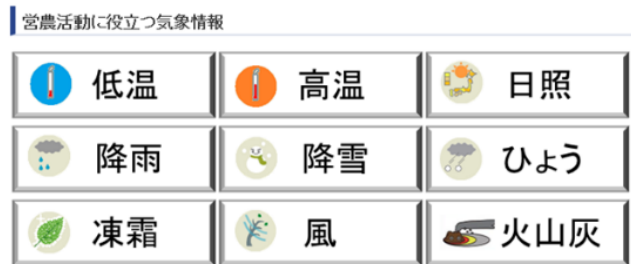 営農活動に役立つ気象情報
低温 高温 日照
降雨 降雪 ひょう
凍霜 風 火山灰